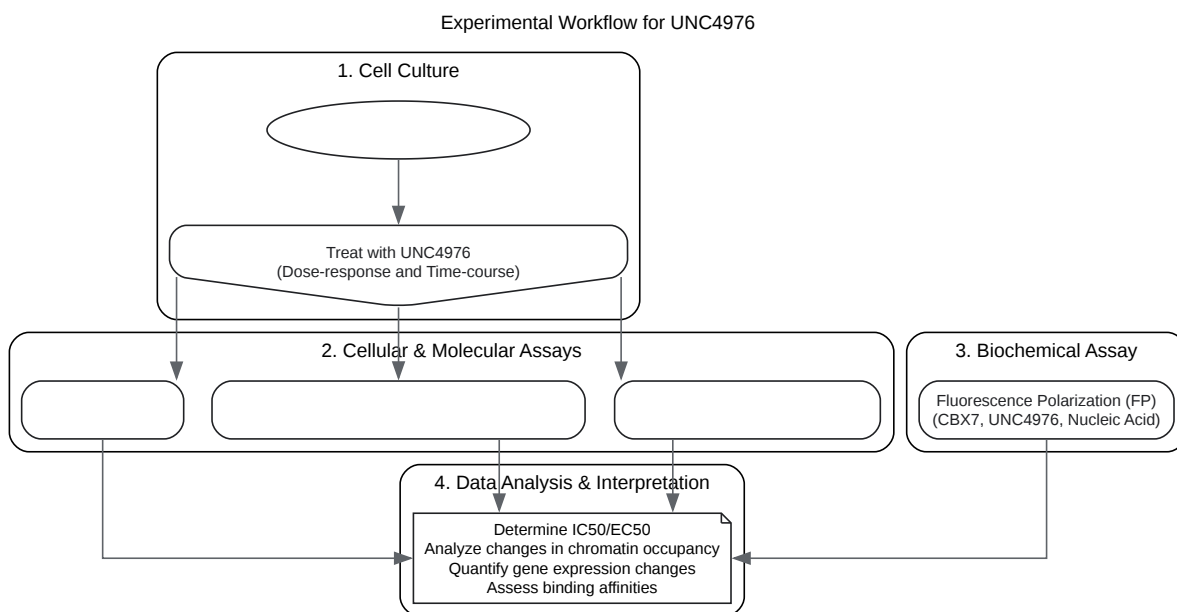 Experimental Workflow for UNC4976
1. Cell Culture
Treat with UNC4976
(Dose-response and Time-course)
2. Cellular & Molecular Assays
3. Biochemical Assay
Fluorescence Polarization (FP)
(CBX7, UNC4976, Nucleic Acid)
4. Data Analysis & Interpretation
Determine IC50/EC50
Analyze changes in chromatin occupancy
Quantify gene expression changes
Assess binding affinities